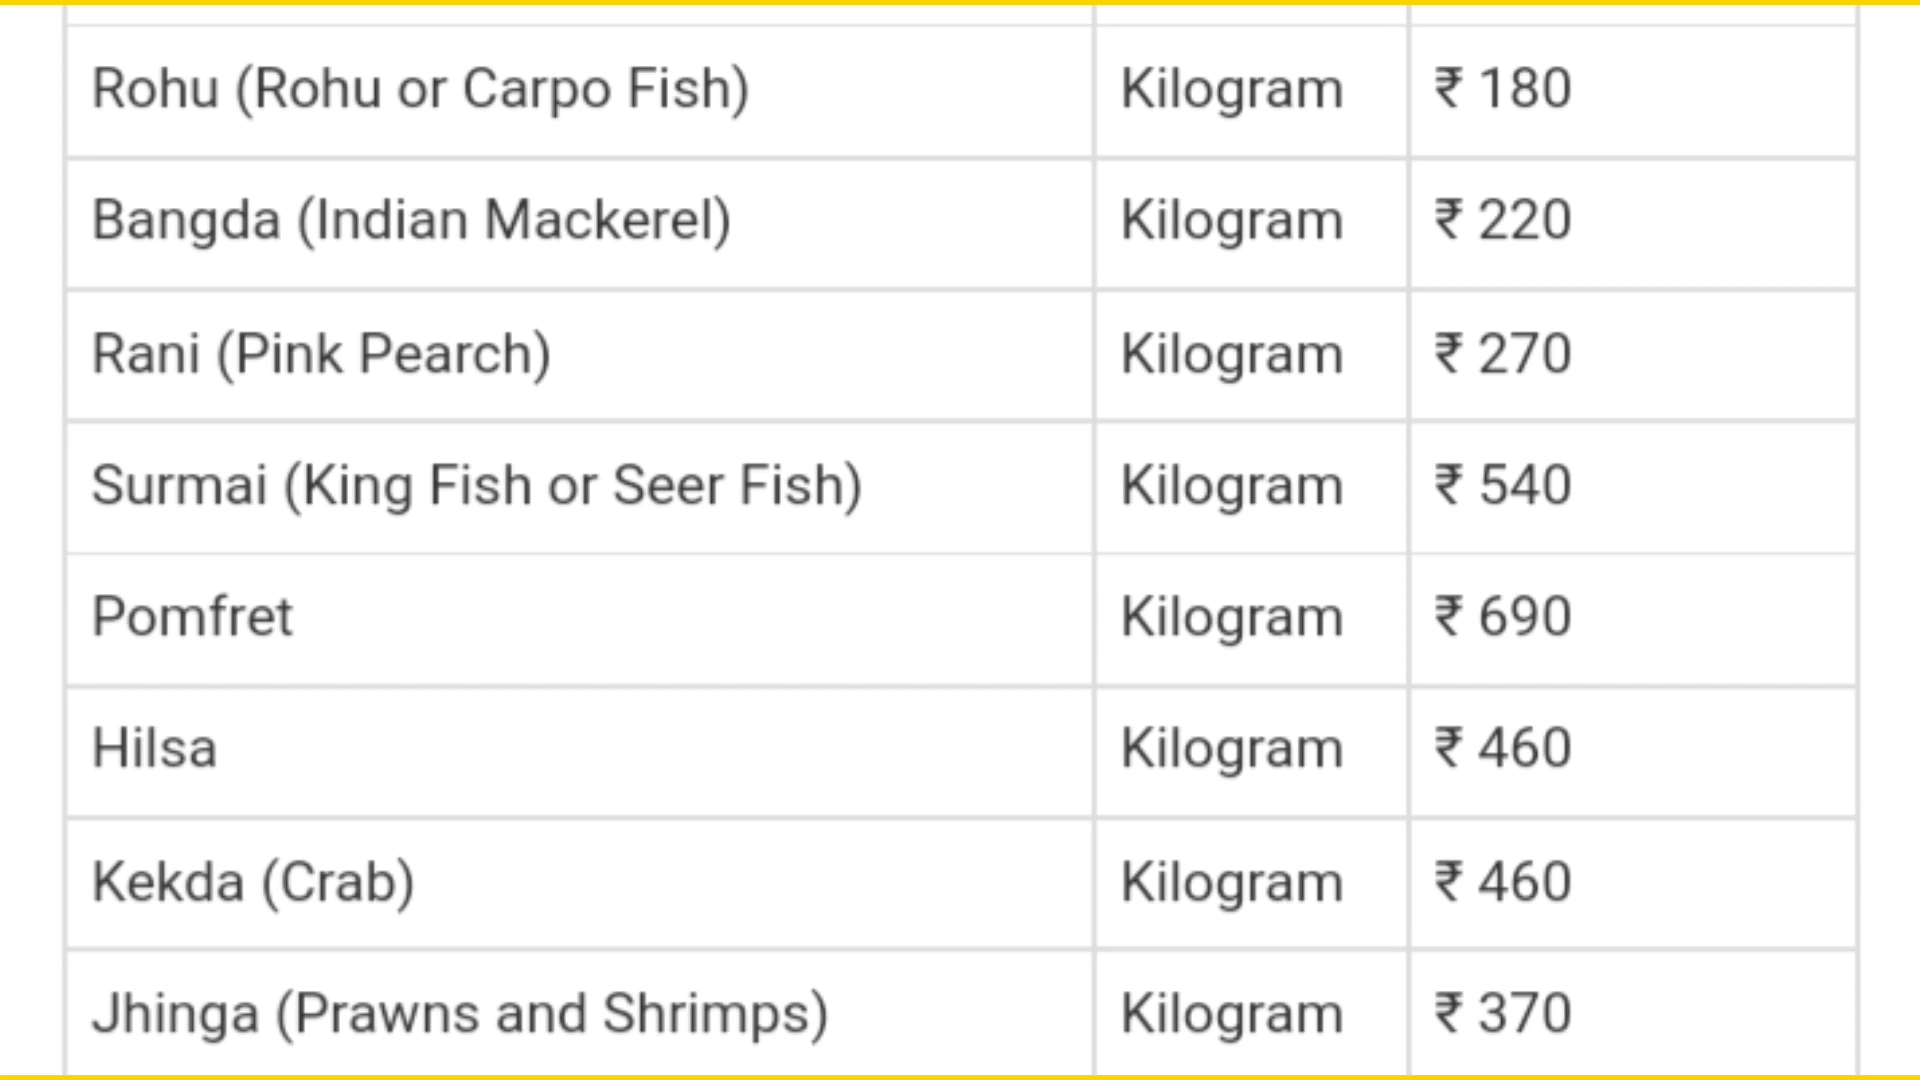 Rohu (Rohu or Carpo Fish) Kilogram ₹ 180
Bangda (Indian Mackerel) Kilogram ₹ 220
Rani (Pink Pearch) Kilogram ₹ 270
Surmai (King Fish or Seer Fish) Kilogram ₹ 540
Pomfret Kilogram ₹ 690
Hilsa Kilogram ₹ 460
Kekda (Crab) Kilogram ₹ 460
Jhinga (Prawns and Shrimps) Kilogram ₹ 370